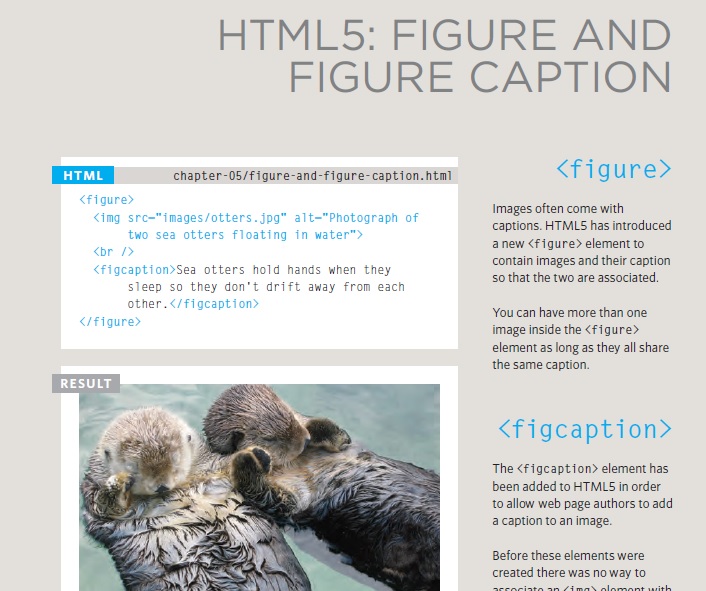 HTML5: FIGURE AND
FIGURE CAPTION
HTML
chapter-05/figure-and-figure-caption.html
<figure>
<img src="images/otters.jpg" alt="Photograph of
two sea otters floating in water">
<br />
<figcaption>Sea otters hold hands when they
sleep so they don't drift away from each
other.</figcaption>
</figure>
RESULT
<figure>
Images often come with
captions. HTML5 has introduced
a new <figure> element to
contain images and their caption
so that the two are associated.
You can have more than one
image inside the <figure>
element as long as they all share
the same caption.
<figcaption>
The <figcaption> element has
been added to HTML5 in order
to allow web page authors to add
a caption to an image.
Before these elements were
created there was no way to
associate an <img> element with